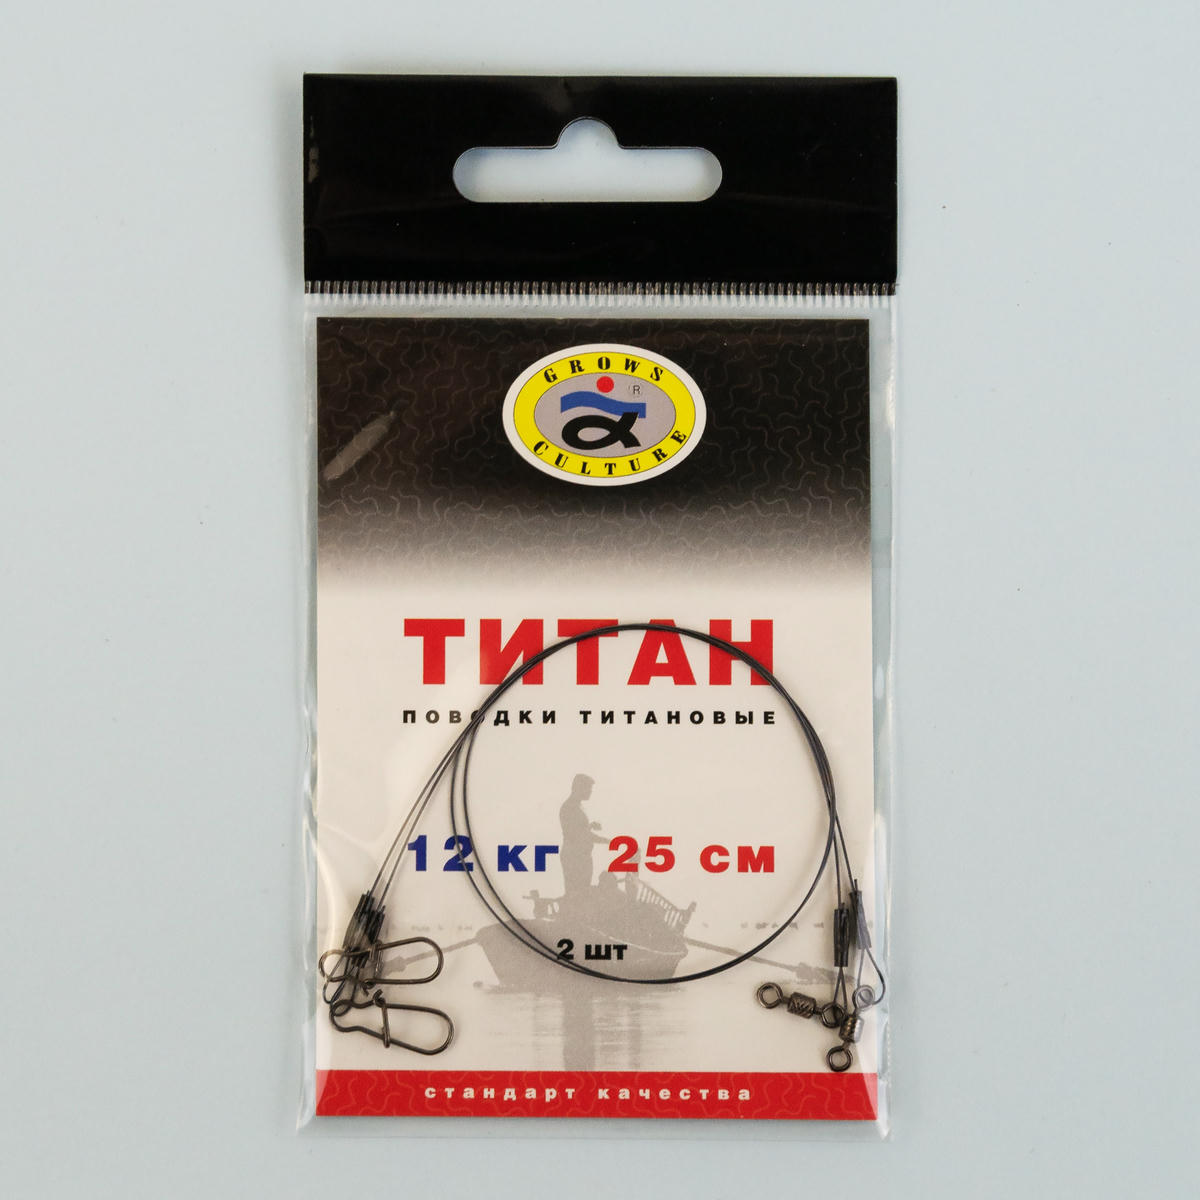 GROWS
®
CULTURE
ТИТАН
ПОВОДКИ ТИТАНОВЫЕ
12 кг 25 см
2 шт
стандарт качества